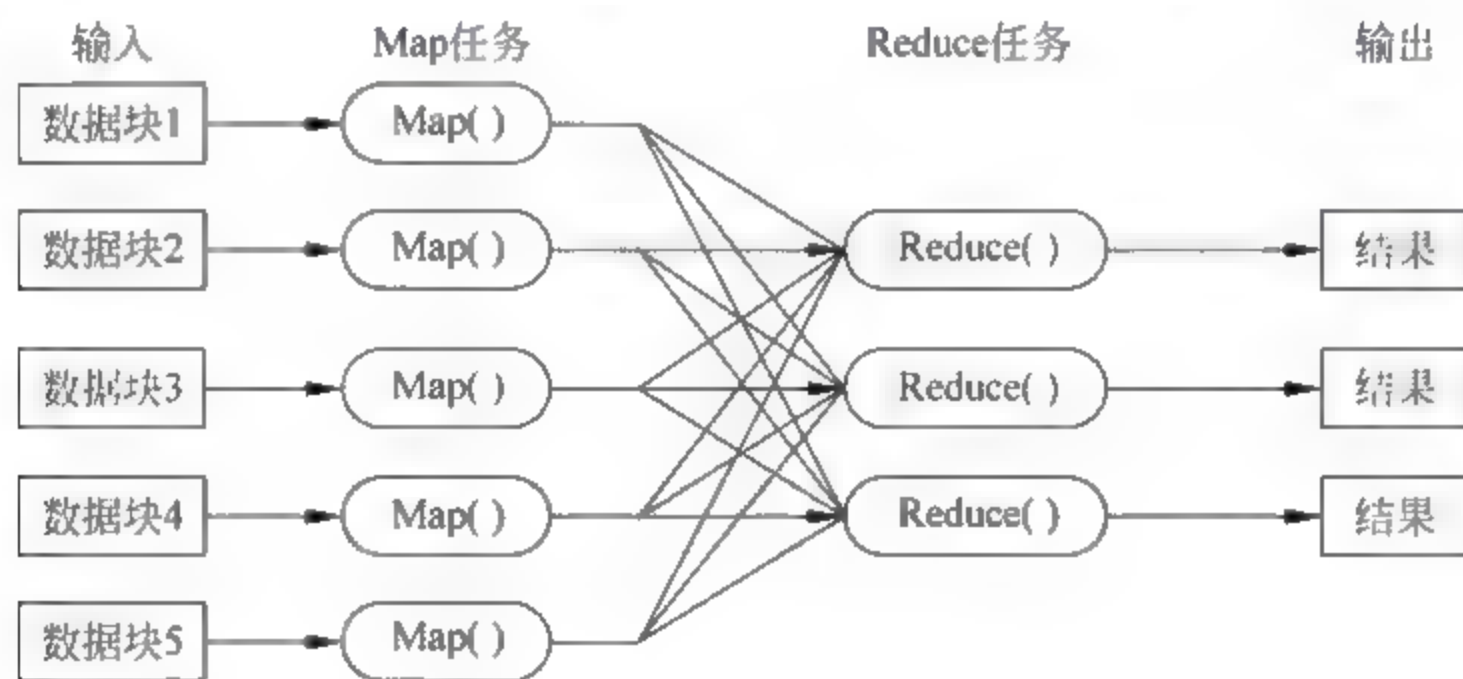 输入 Map任务 Reduce任务 输出
数据块1 Map( )
数据块2 Map( ) Reduce( ) 结果
数据块3 Map( ) Reduce( ) 结果
数据块4 Map( ) Reduce( ) 结果
数据块5 Map( )